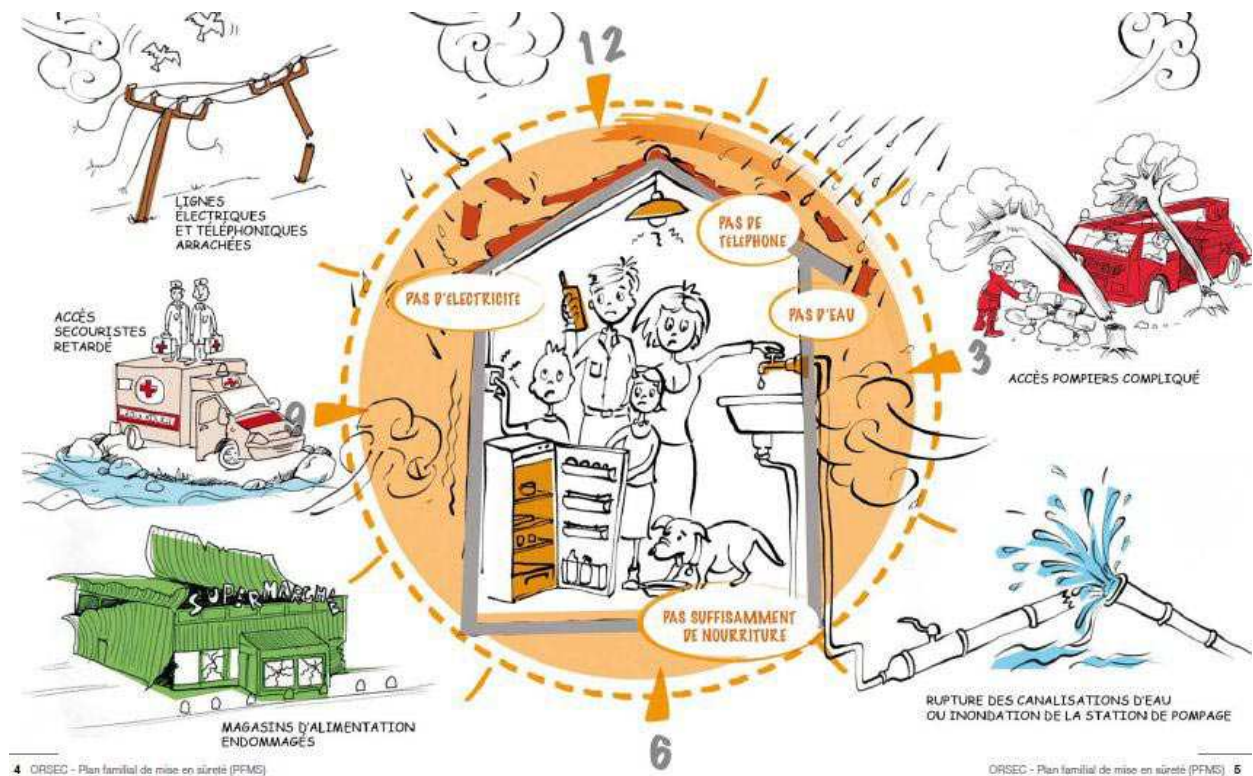 12
LIGNES
ÉLECTRIQUES
ET TÉLÉPHONIQUES
ARRACHÉES
PAS DE
TÉLÉPHONE
PAS D'ÉLECTRICITÉ
PAS D'EAU
ACCÈS
SECOURISTES
RETARDÉ
3
ACCÈS POMPIERS COMPLIQUÉ
9
SUPERMARCHE
PAS SUFFISAMMENT
DE NOURRITURE
MAGASINS D'ALIMENTATION
ENDOMMAGÉS
RUPTURE DES CANALISATIONS D'EAU
OU INONDATION DE LA STATION DE POMPAGE
6
4 ORSEC - Plan familial de mise en sûreté (PFMS)
ORSEC - Plan familial de mise en sûreté (PFMS) 5